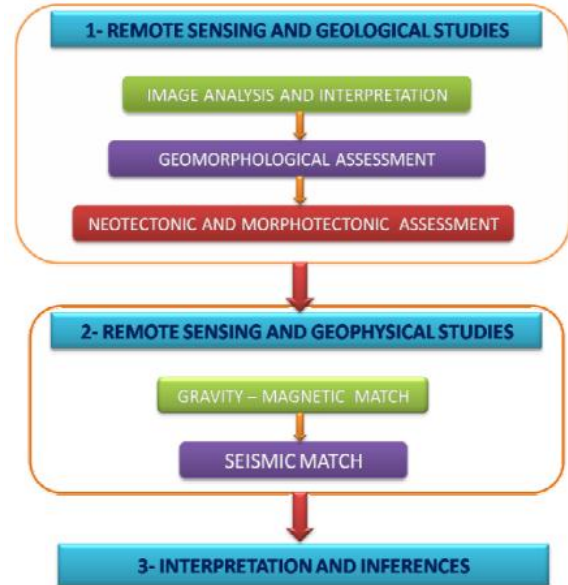 1- REMOTE SENSING AND GEOLOGICAL STUDIES
IMAGE ANALYSIS AND INTERPRETATION
GEOMORPHOLOGICAL ASSESSMENT
NEOTECTONIC AND MORPHOTECTONIC ASSESSMENT
2- REMOTE SENSING AND GEOPHYSICAL STUDIES
GRAVITY – MAGNETIC MATCH
SEISMIC MATCH
3- INTERPRETATION AND INFERENCES